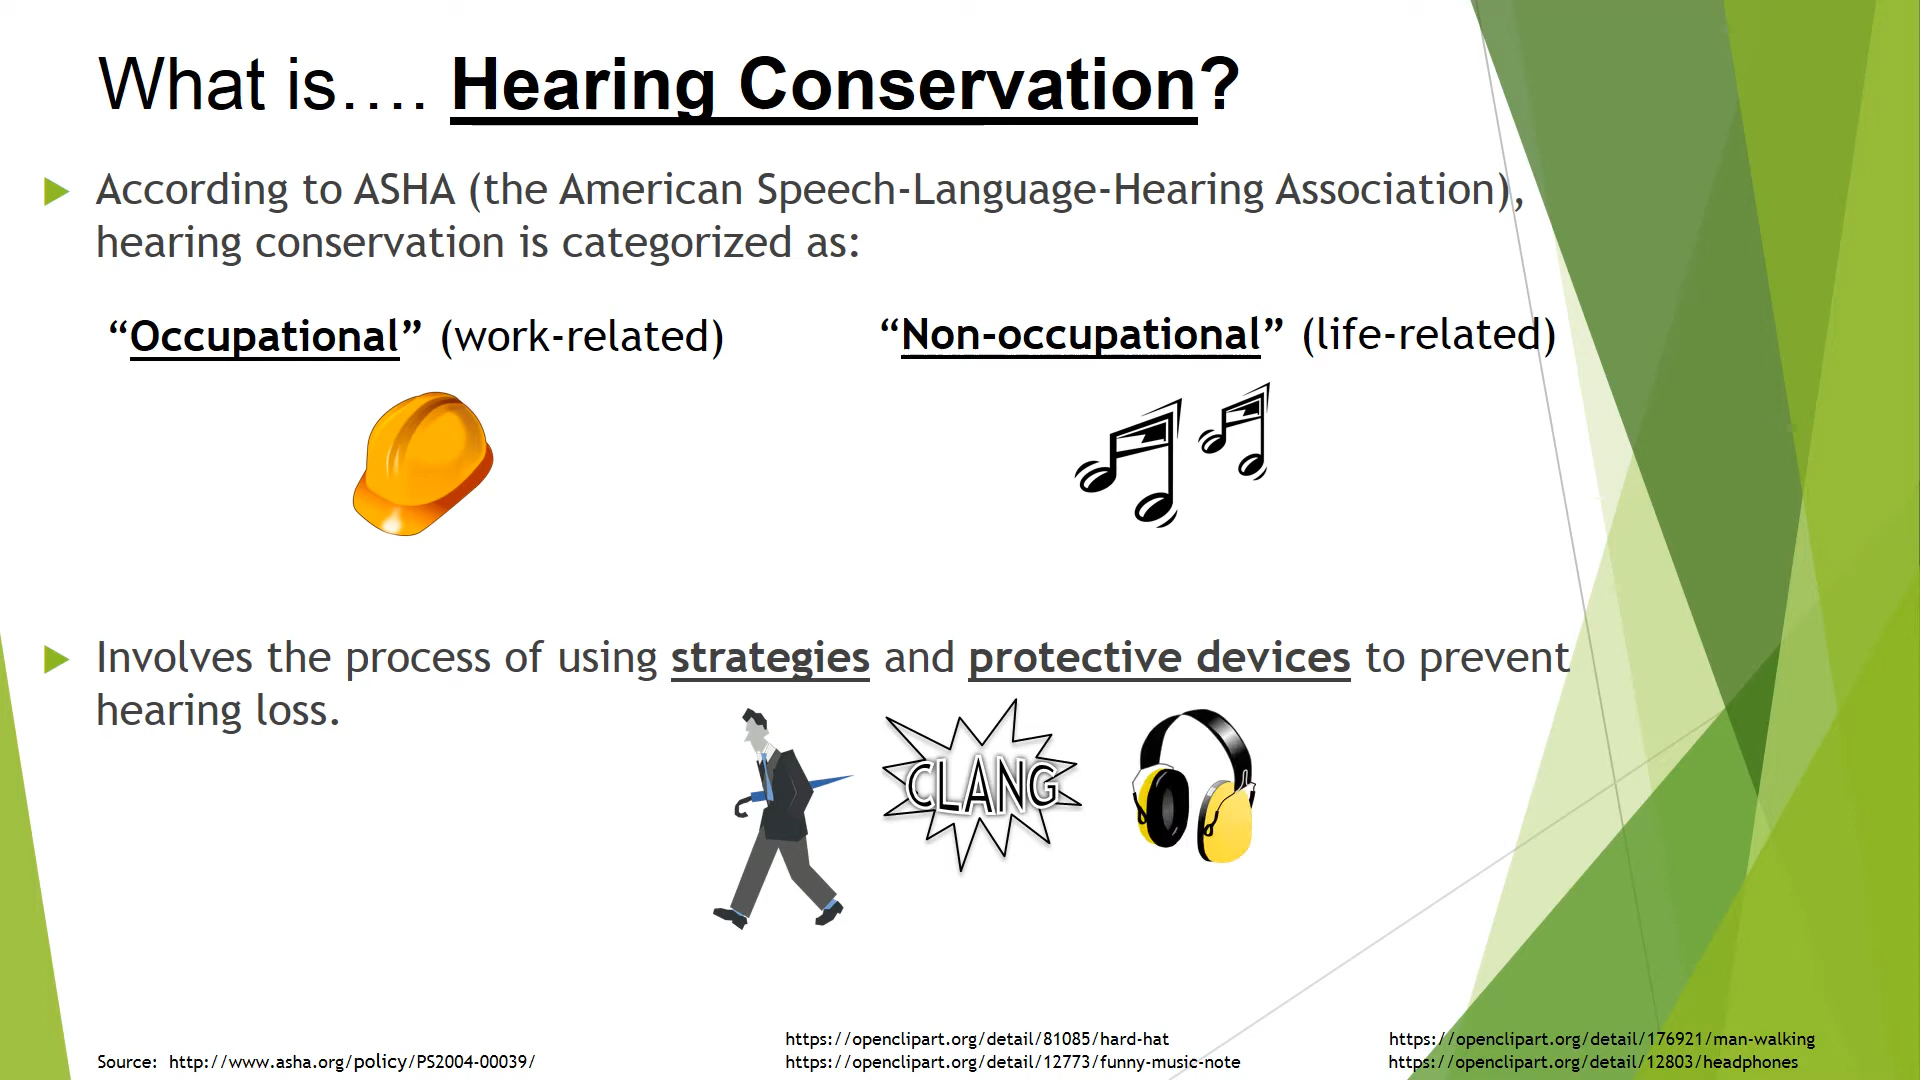 What is.... Hearing Conservation?
According to ASHA (the American Speech-Language-Hearing Association),
hearing conservation is categorized as:
“Occupational” (work-related)
“Non-occupational” (life-related)
Involves the process of using strategies and protective devices to prevent
hearing loss.
CLANG
Source: http://www.asha.org/policy/PS2004-00039/
https://openclipart.org/detail/81085/hard-hat
https://openclipart.org/detail/12773/funny-music-note
https://openclipart.org/detail/176921/man-walking
https://openclipart.org/detail/12803/headphones